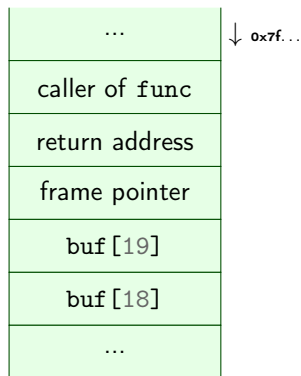 ... ↓ 0x7f...
caller of func
return address
frame pointer
buf[19]
buf[18]
...